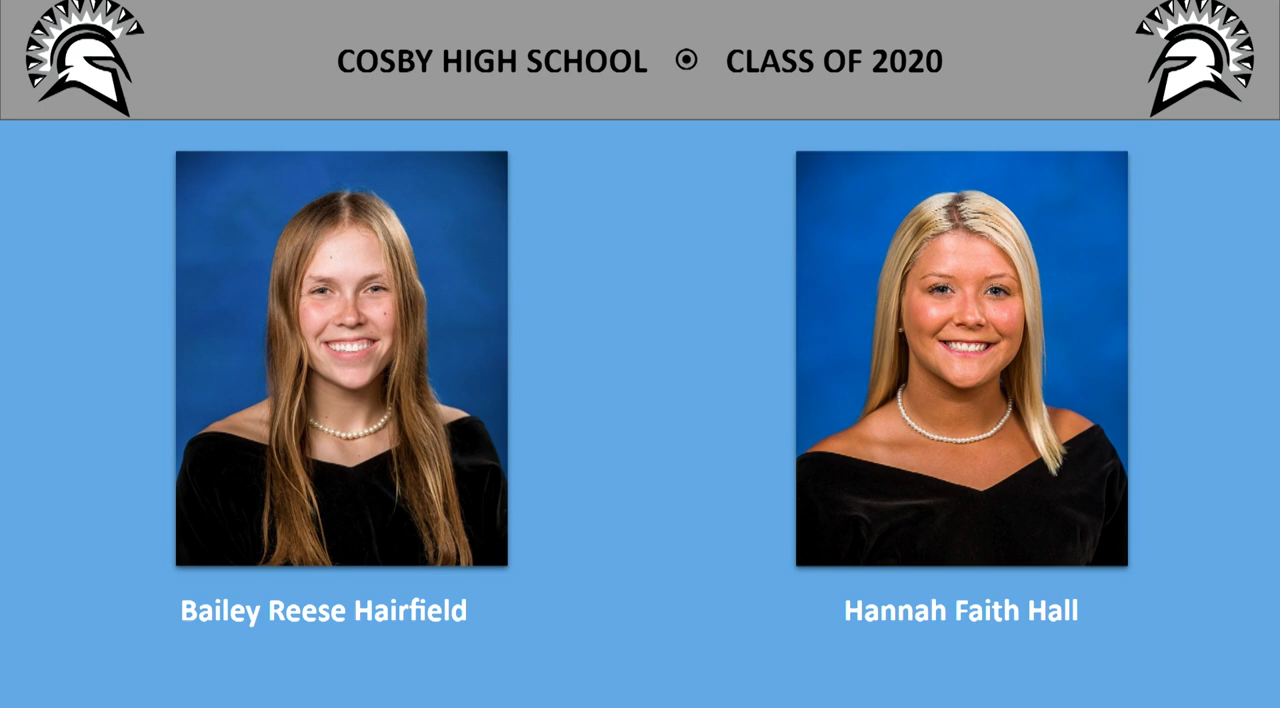 COSBY HIGH SCHOOL ⦿ CLASS OF 2020
Bailey Reese Hairfield
Hannah Faith Hall